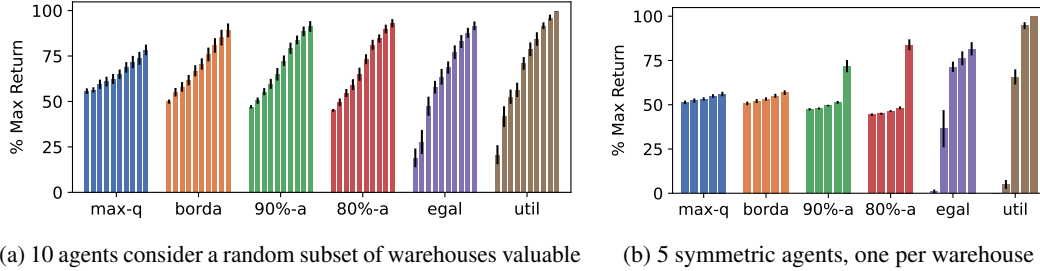 % Max Return
100
75
50
25
0
max-q borda 90%-a 80%-a egal util
(a) 10 agents consider a random subset of warehouses valuable
% Max Return
100
75
50
25
0
max-q borda 90%-a 80%-a egal util
(b) 5 symmetric agents, one per warehouse